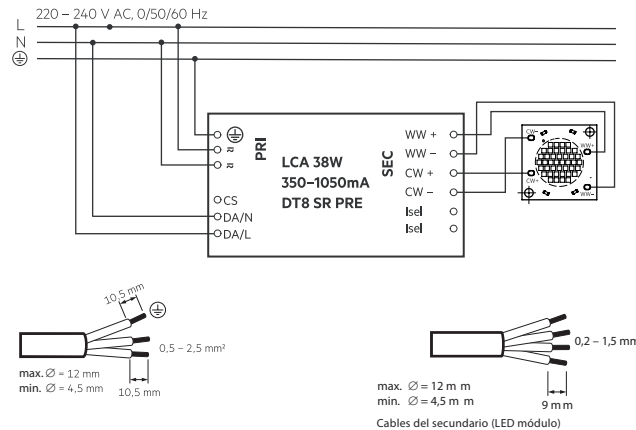 220 – 240 V AC, 0/50/60 Hz
L
N
PRI
LCA 38W
350–1050mA
DT8 SR PRE
SEC
≈
≈
CS
DA/N
DA/L
WW +
WW –
CW +
CW –
Isel
Isel
CW–
WW+
CW+
WW–
10,5 mm
0,5 – 2,5 mm²
max. Ø = 12 mm
min. Ø = 4,5 mm
10,5 mm
0,2 – 1,5 mm
max. Ø = 12 m m
min. Ø = 4,5 m m
9 m m
Cables del secundario (LED módulo)